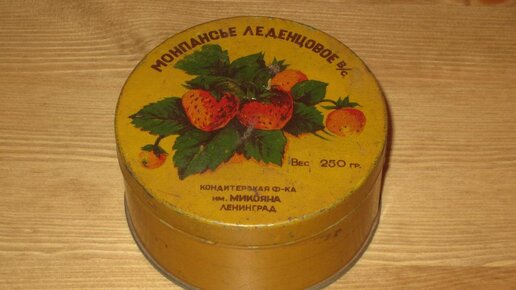 МОНПАНСЬЕ ЛЕДЕНЦОВОЕ В/С.
ВЕС 250 ГР.
КОНДИТЕРСКАЯ Ф-КА
ИМ. МИКОЯНА
ЛЕНИНГРАД